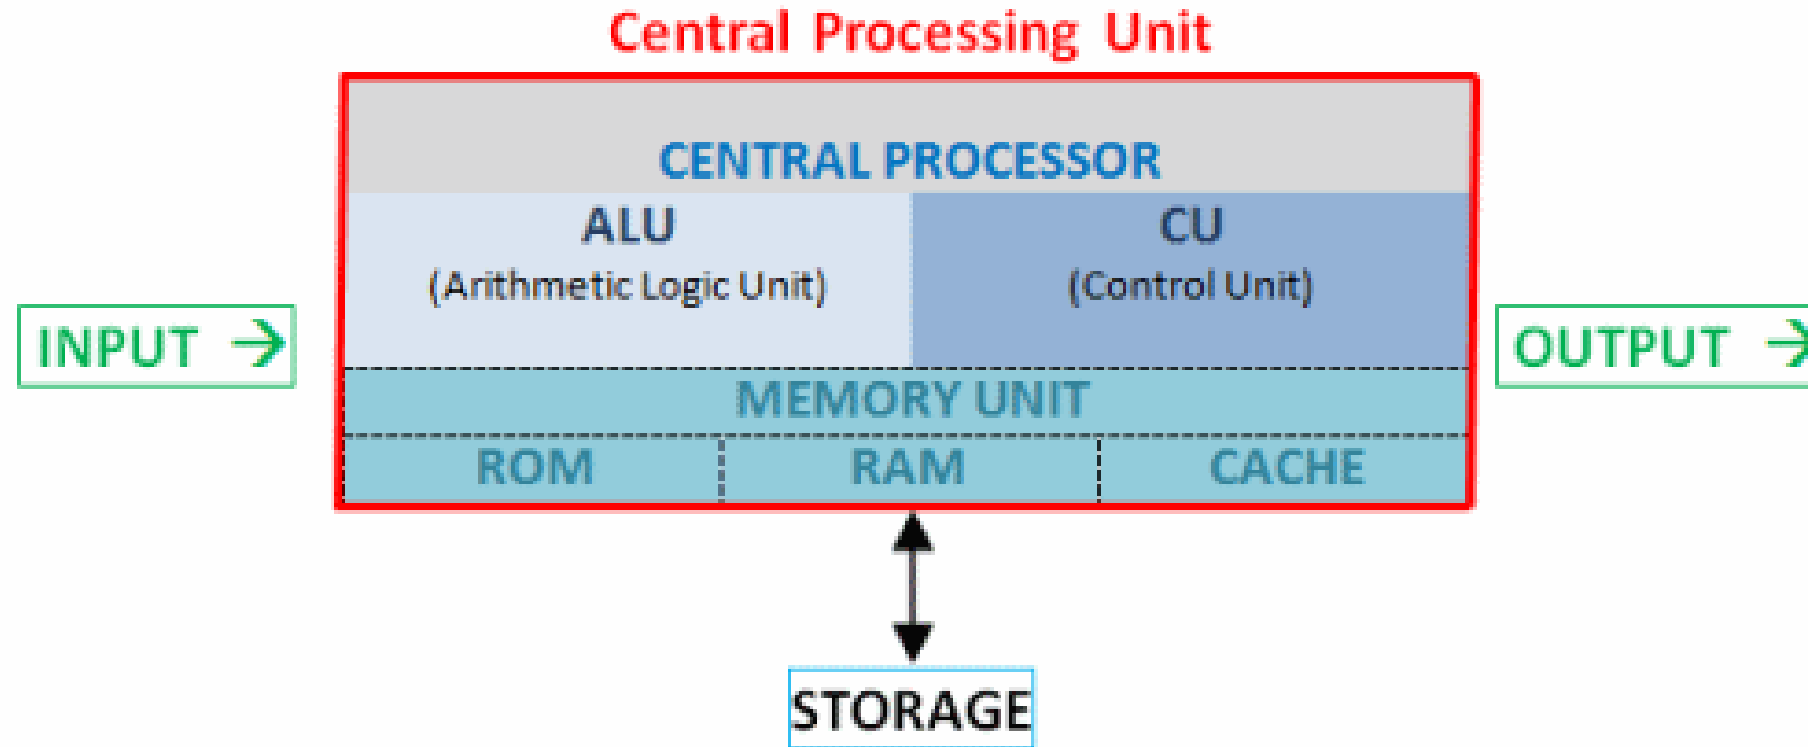 Central Processing Unit
CENTRAL PROCESSOR
ALU
(Arithmetic Logic Unit)
CU
(Control Unit)
INPUT →
OUTPUT →
MEMORY UNIT
ROM
RAM
CACHE
STORAGE